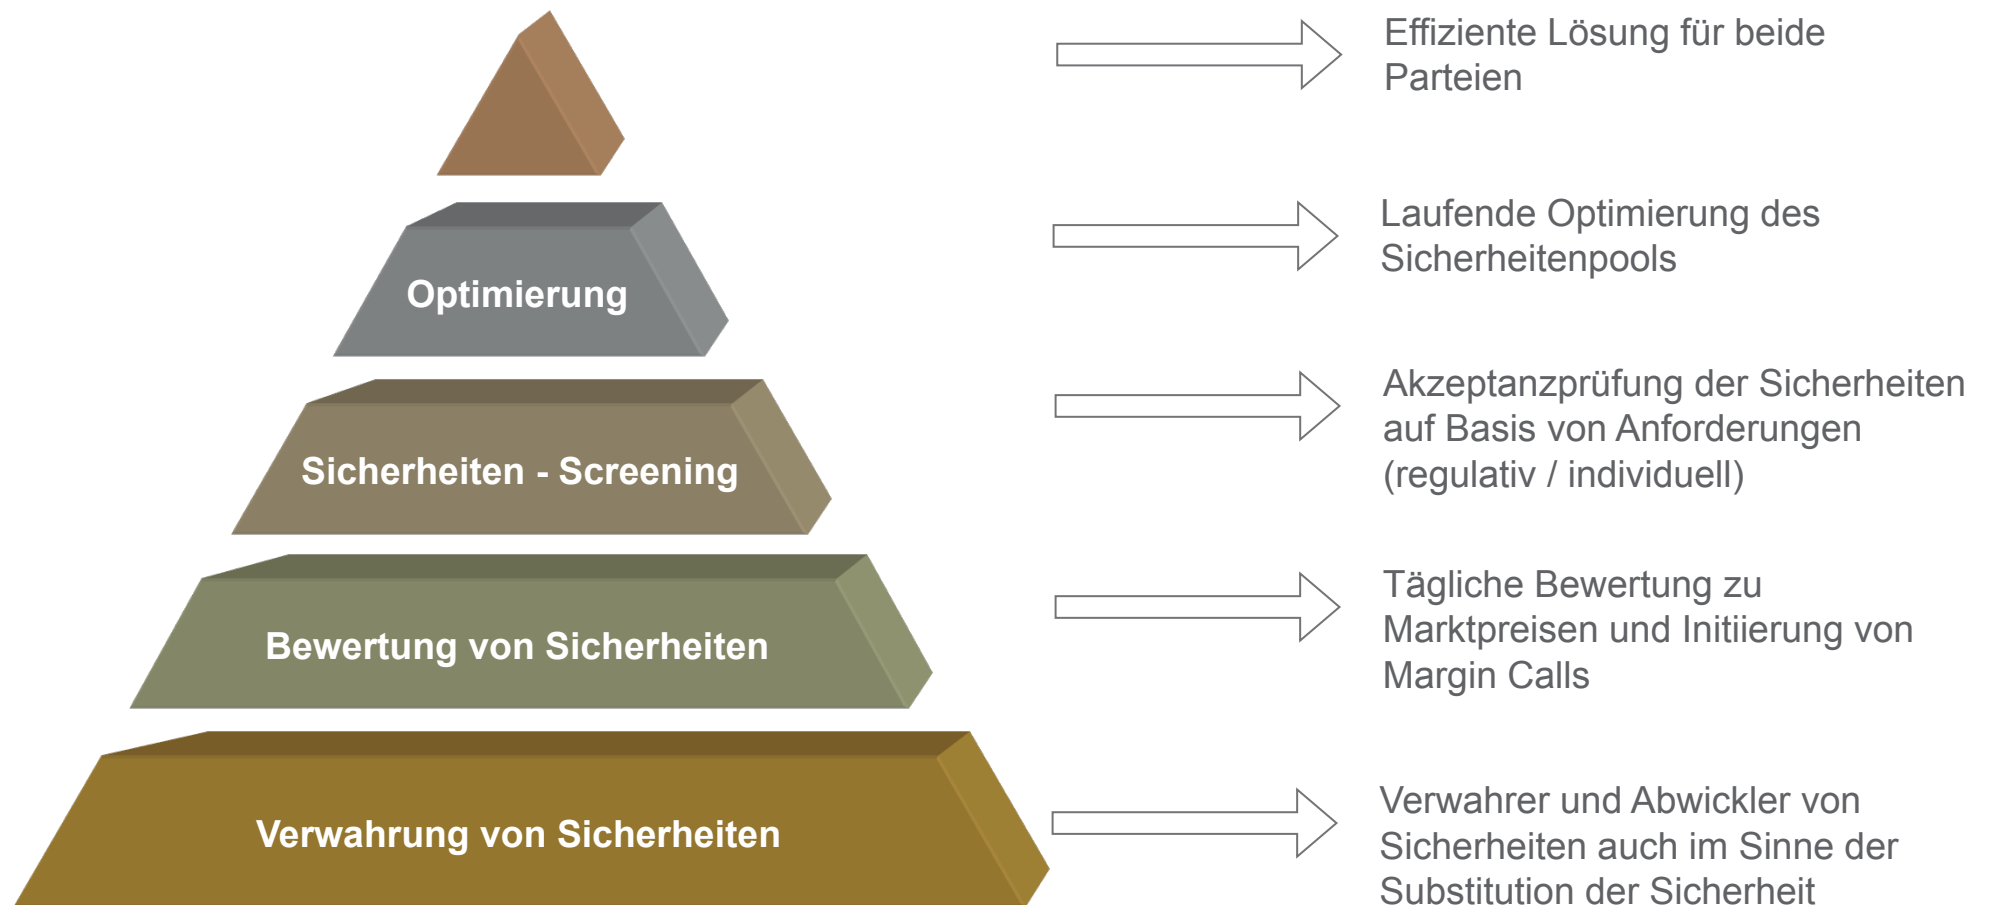 Effiziente Lösung für beide
Parteien
Optimierung
Laufende Optimierung des
Sicherheitenpools
Sicherheiten - Screening
Akzeptanzprüfung der Sicherheiten
auf Basis von Anforderungen
(regulativ / individuell)
Bewertung von Sicherheiten
Tägliche Bewertung zu
Marktpreisen und Initiierung von
Margin Calls
Verwahrung von Sicherheiten
Verwahrer und Abwickler von
Sicherheiten auch im Sinne der
Substitution der Sicherheit